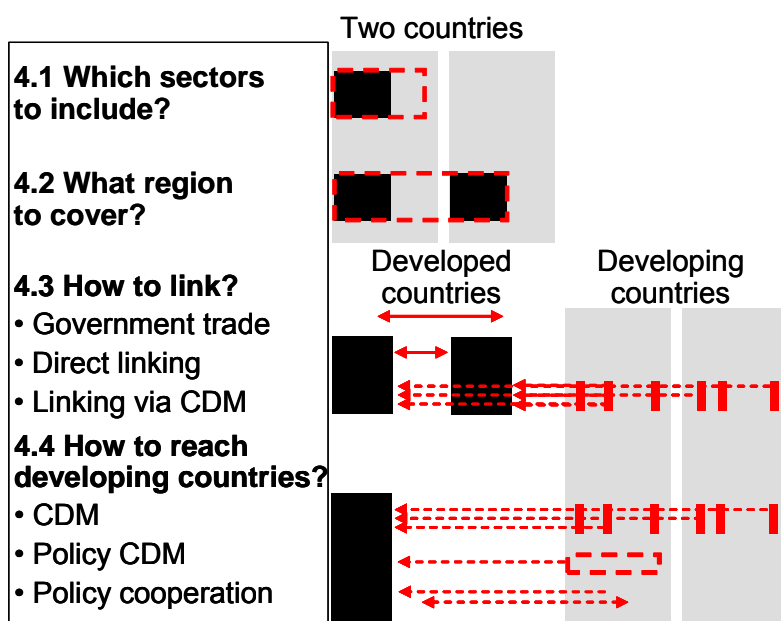 Two countries
4.1 Which sectors
to include?
4.2 What region
to cover?
Developed
countries
Developing
countries
4.3 How to link?
• Government trade
• Direct linking
• Linking via CDM
4.4 How to reach
developing countries?
• CDM
• Policy CDM
• Policy cooperation